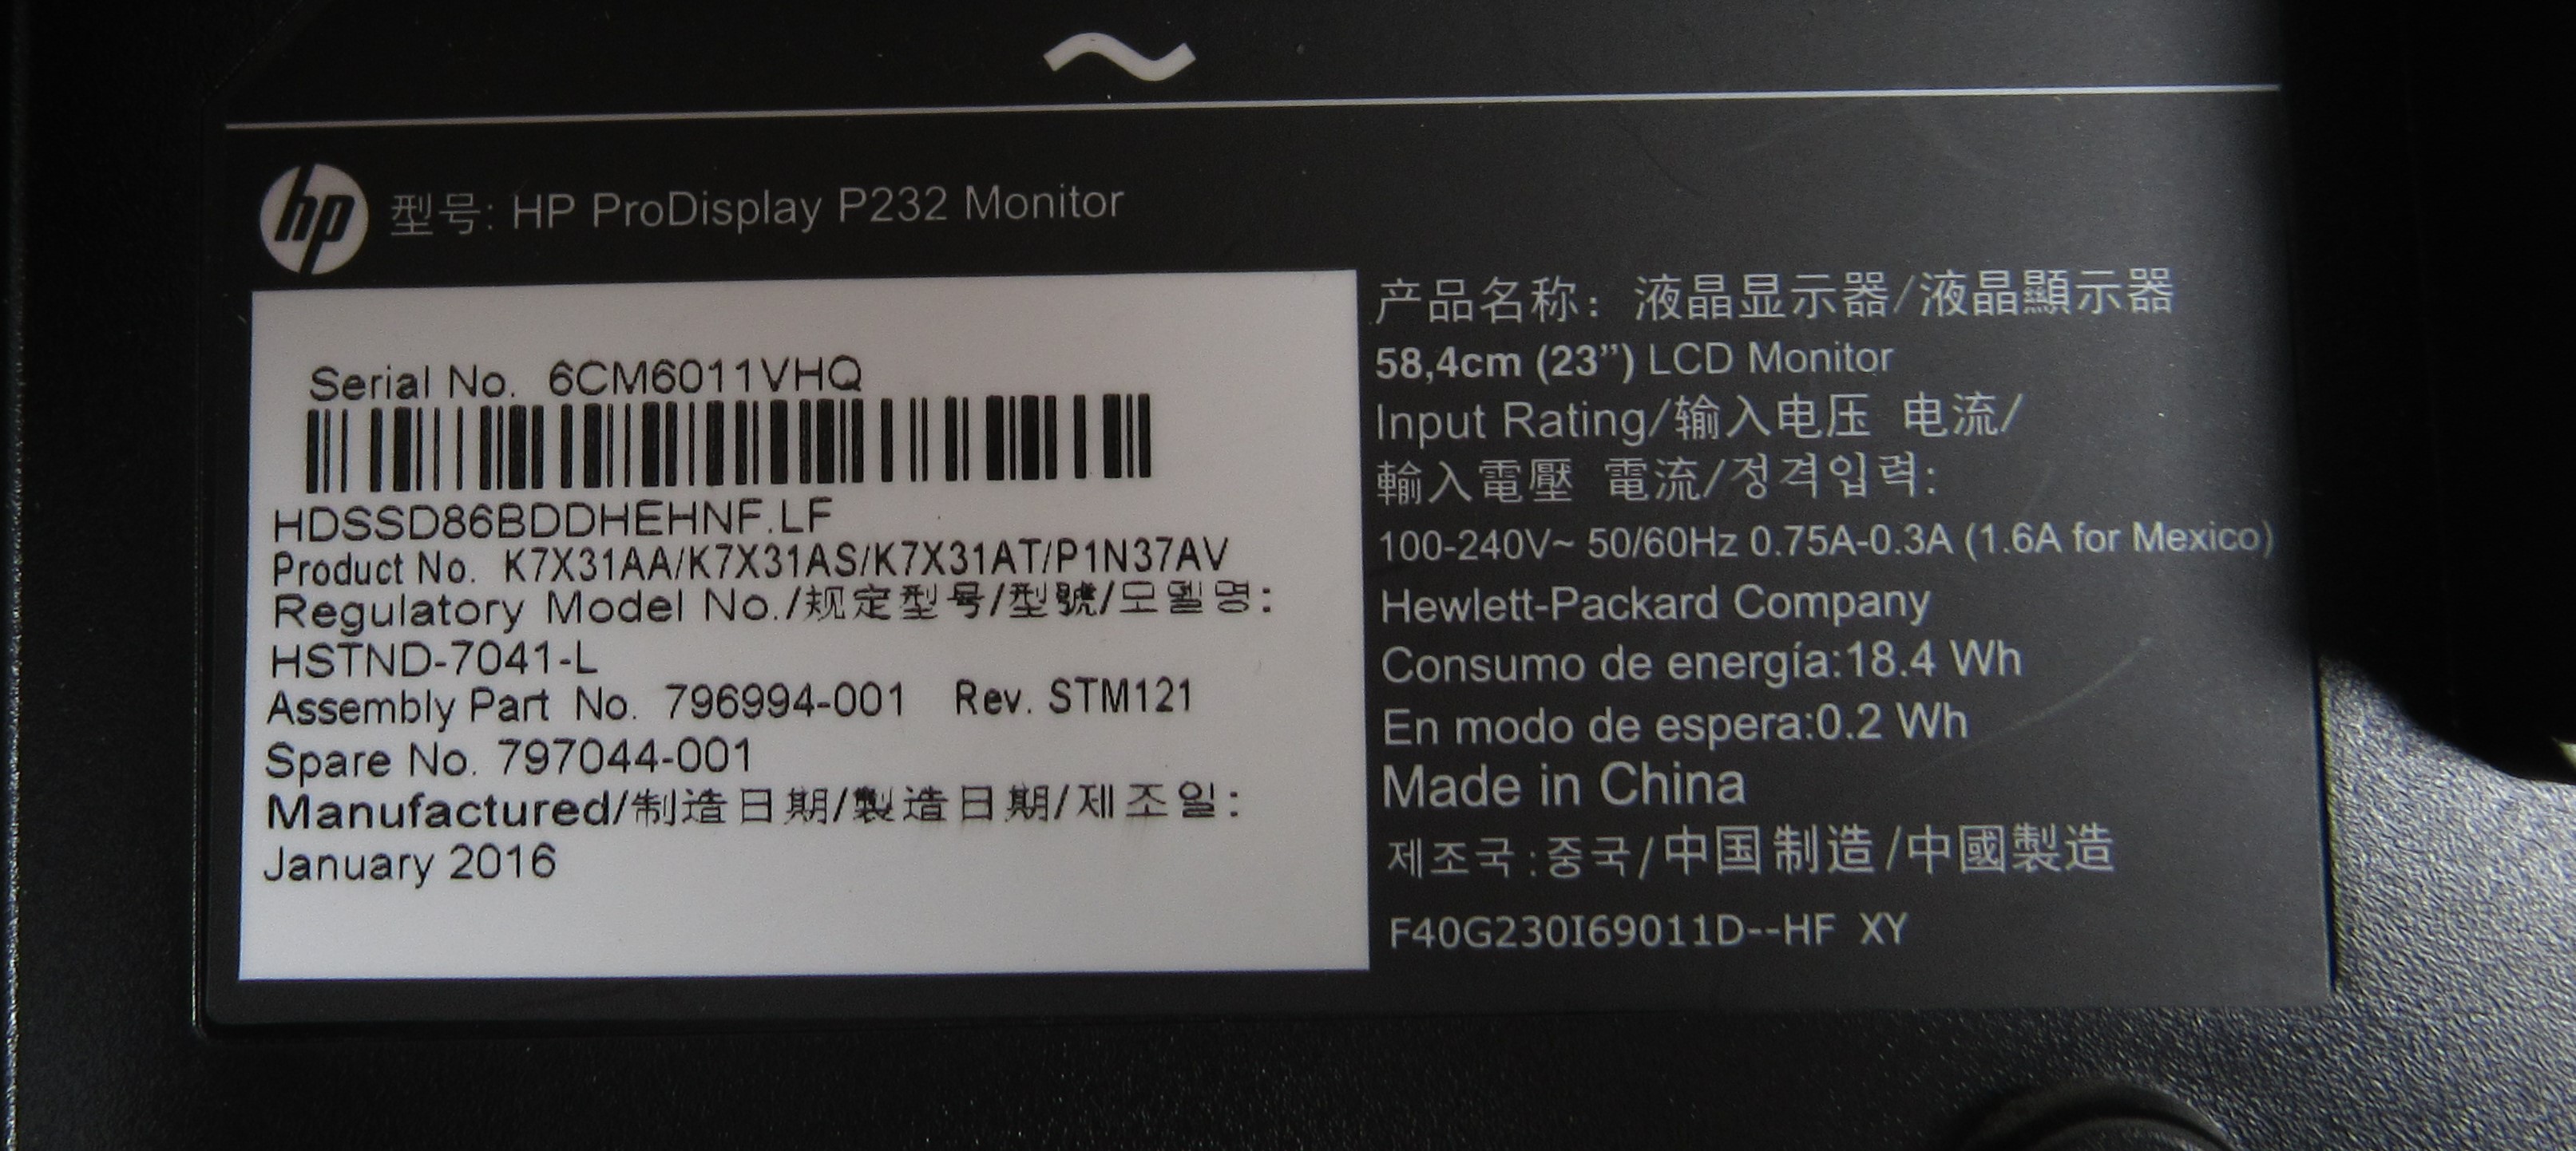 ~
hp 型号: HP ProDisplay P232 Monitor
Serial No. 6CM6011VHQ
HDSSD86BDDHEHNF.LF
Product No. K7X31AA/K7X31AS/K7X31AT/P1N37AV
Regulatory Model No./规定型号/型號/모델명:
HSTND-7041-L
Assembly Part No. 796994-001 Rev. STM121
Spare No. 797044-001
Manufactured/制造日期/製造日期/제조일:
January 2016
产品名称: 液晶显示器/液晶顯示器
58,4cm (23”) LCD Monitor
Input Rating/输入电压 电流/
輸入電壓 電流/정격입력:
100-240V~ 50/60Hz 0.75A-0.3A (1.6A for Mexico)
Hewlett-Packard Company
Consumo de energía:18.4 Wh
En modo de espera:0.2 Wh
Made in China
제조국:중국/中国制造/中國製造
F40G230I69011D--HF XY